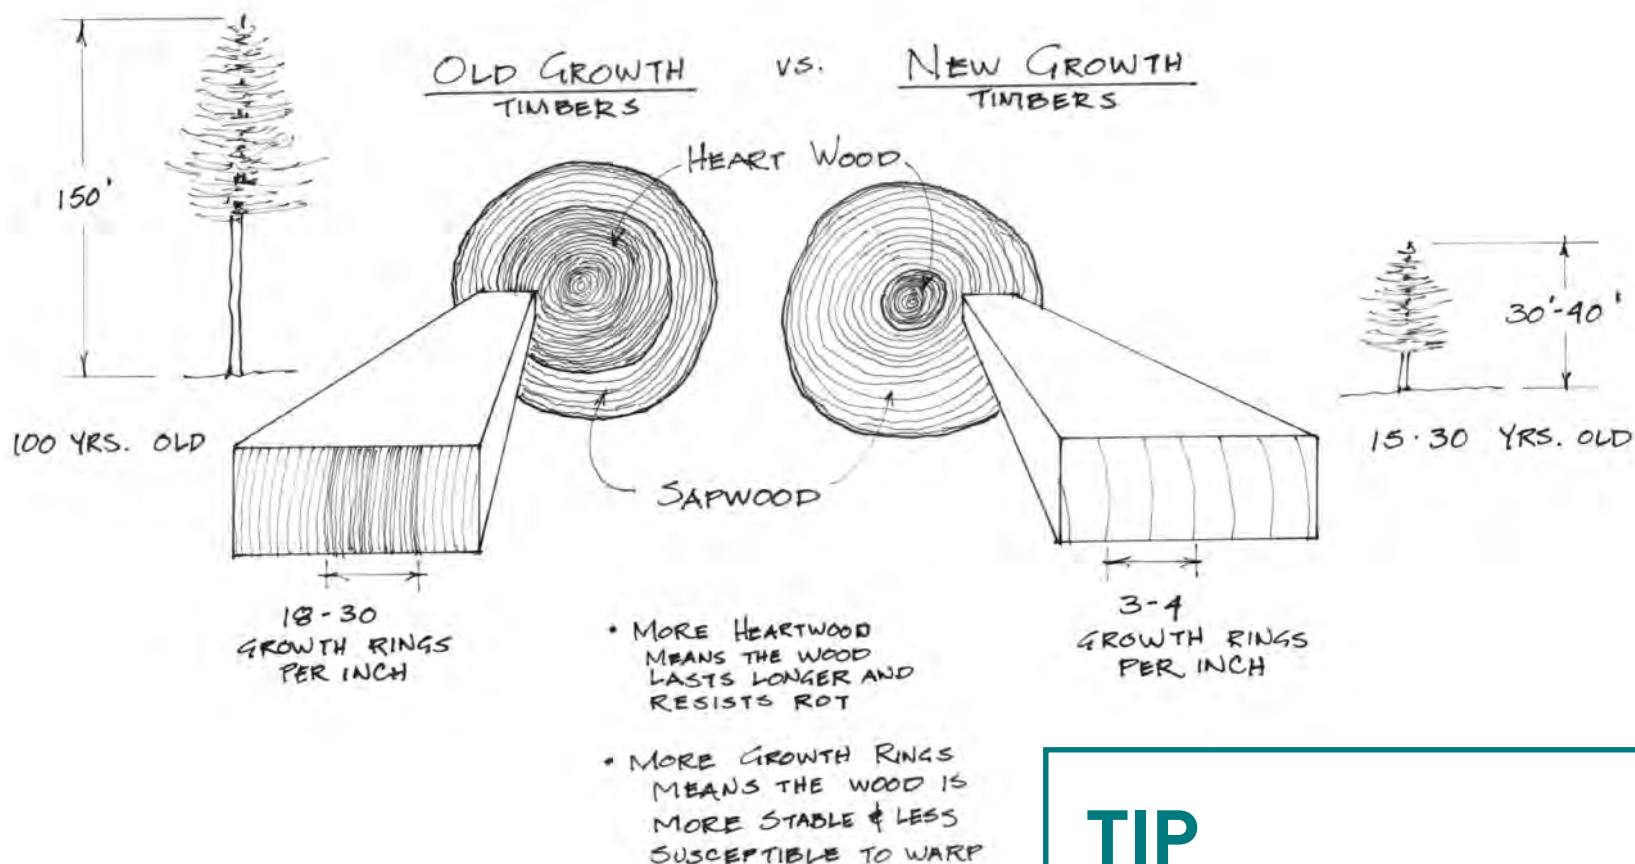 OLD GROWTH
TIMBERS
VS.
NEW GROWTH
TIMBERS
HEART WOOD
150'
30'-40'
100 YRS. OLD
15-30 YRS. OLD
SAPWOOD
18-30
GROWTH RINGS
PER INCH
3-4
GROWTH RINGS
PER INCH
• MORE HEARTWOOD
MEANS THE WOOD
LASTS LONGER AND
RESISTS ROT
• MORE GROWTH RINGS
MEANS THE WOOD IS
MORE STABLE & LESS
SUSCEPTIBLE TO WARP
TIP